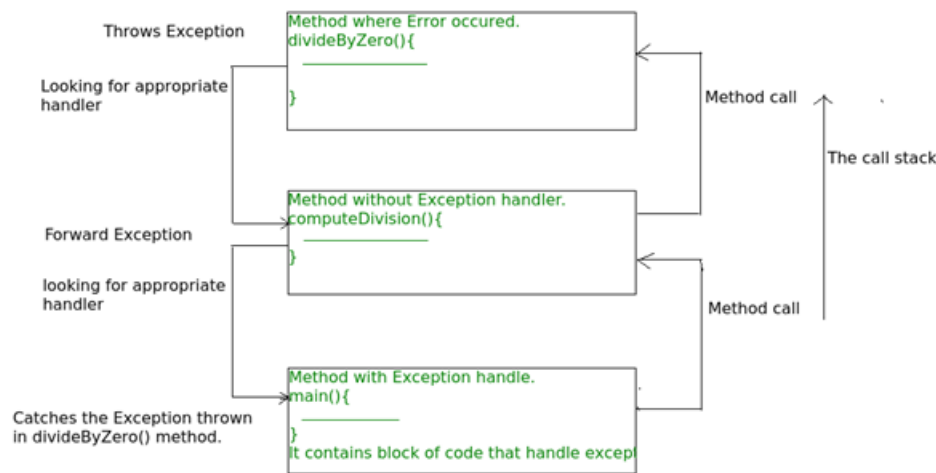 Throws Exception
Method where Error occured.
divideByZero(){
}
Looking for appropriate
handler
Method call
The call stack
Method without Exception handler.
computeDivision(){
}
Forward Exception
looking for appropriate
handler
Method call
Method with Exception handle.
main(){
}
It contains block of code that handle except
Catches the Exception thrown
in divideByZero() method.